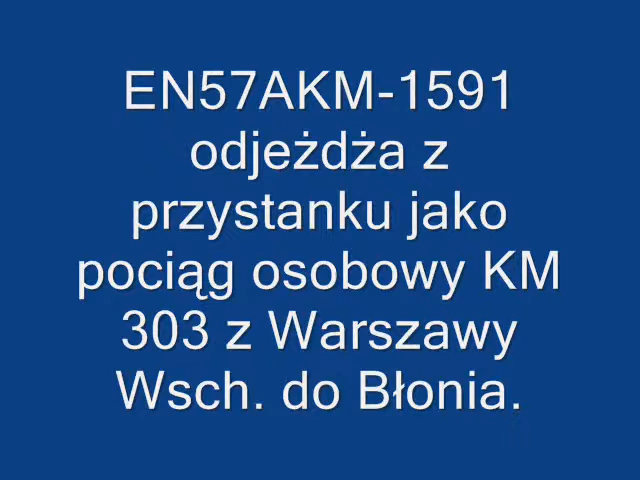 EN57AKM-1591
odjeżdża z
przystanku jako
pociąg osobowy KM
303 z Warszawy
Wsch. do Błonia.